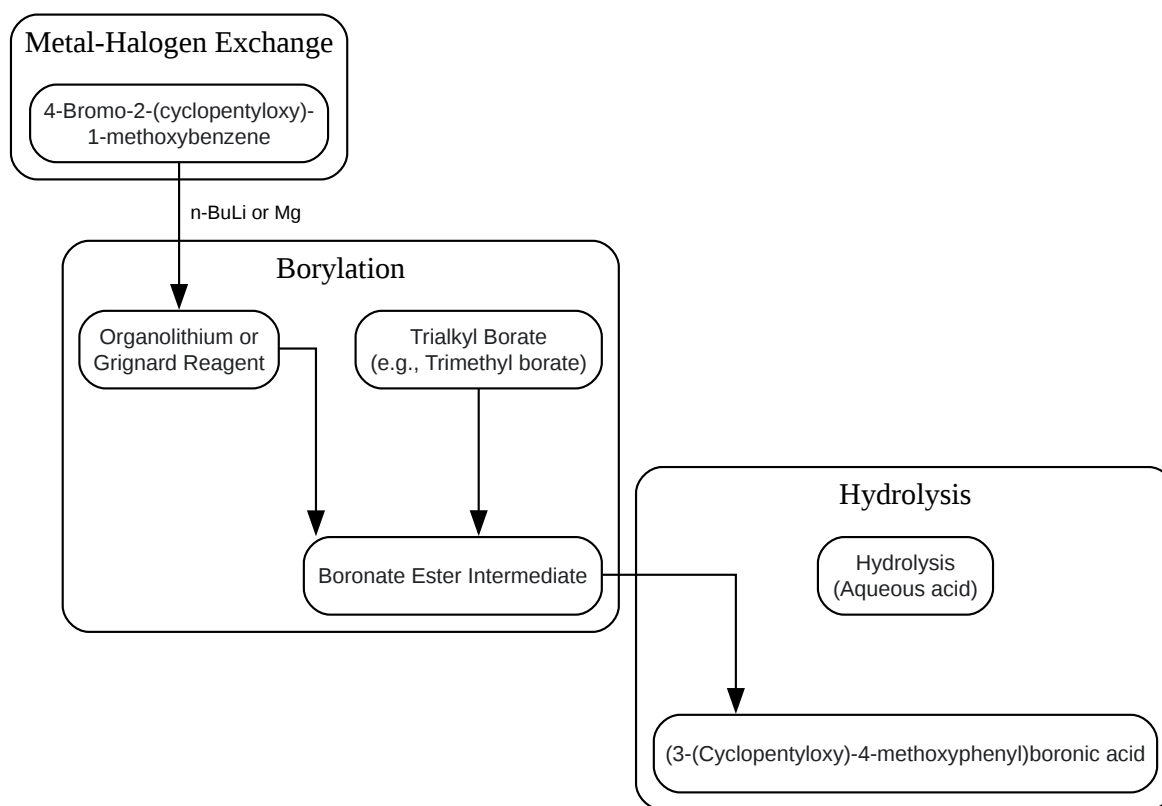 Metal-Halogen Exchange
4-Bromo-2-(cyclopentyloxy)-
1-methoxybenzene
n-BuLi or Mg
Borylation
Organolithium or
Grignard Reagent
Trialkyl Borate
(e.g., Trimethyl borate)
Boronate Ester Intermediate
Hydrolysis
Hydrolysis
(Aqueous acid)
(3-(Cyclopentyloxy)-4-methoxyphenyl)boronic acid